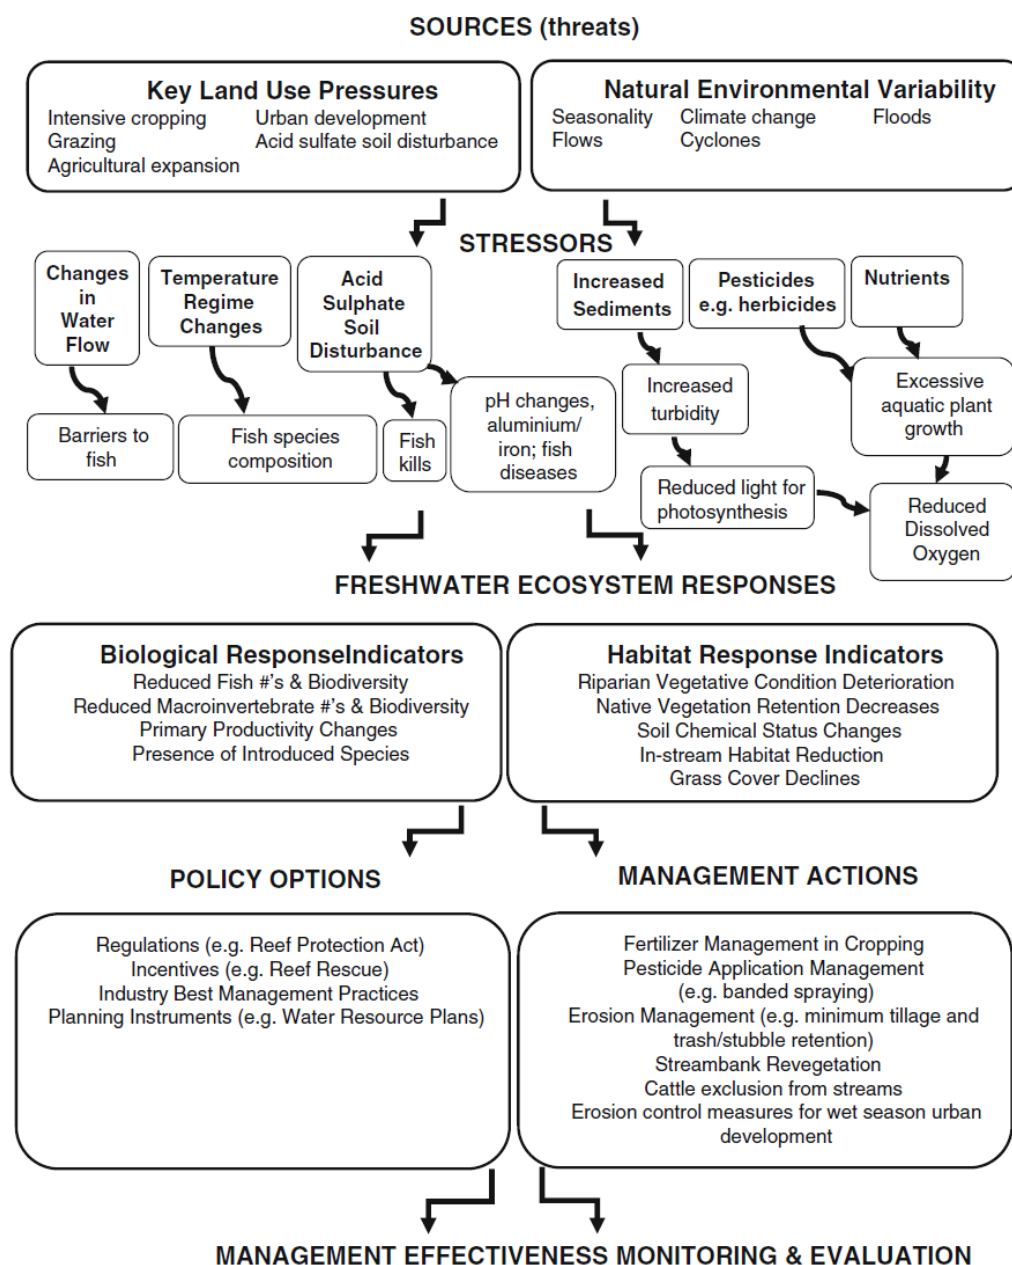 SOURCES (threats)
Key Land Use Pressures
Intensive cropping
Urban development
Grazing
Acid sulfate soil disturbance
Agricultural expansion
Natural Environmental Variability
Seasonality
Climate change
Floods
Flows
Cyclones
STRESSORS
Changes
in
Water
Flow
Temperature
Regime
Changes
Acid
Sulphate
Soil
Disturbance
Increased
Sediments
Pesticides
e.g. herbicides
Nutrients
Barriers to
fish
Fish species
composition
Fish
kills
pH changes,
aluminium/
iron; fish
diseases
Increased
turbidity
Excessive
aquatic plant
growth
Reduced light for
photosynthesis
Reduced
Dissolved
Oxygen
FRESHWATER ECOSYSTEM RESPONSES
Biological ResponseIndicators
Reduced Fish #'s & Biodiversity
Reduced Macroinvertebrate #'s & Biodiversity
Primary Productivity Changes
Presence of Introduced Species
Habitat Response Indicators
Riparian Vegetative Condition Deterioration
Native Vegetation Retention Decreases
Soil Chemical Status Changes
In-stream Habitat Reduction
Grass Cover Declines
POLICY OPTIONS
Regulations (e.g. Reef Protection Act)
Incentives (e.g. Reef Rescue)
Industry Best Management Practices
Planning Instruments (e.g. Water Resource Plans)
MANAGEMENT ACTIONS
Fertilizer Management in Cropping
Pesticide Application Management
(e.g. banded spraying)
Erosion Management (e.g. minimum tillage and
trash/stubble retention)
Streambank Revegetation
Cattle exclusion from streams
Erosion control measures for wet season urban
development
MANAGEMENT EFFECTIVENESS MONITORING & EVALUATION